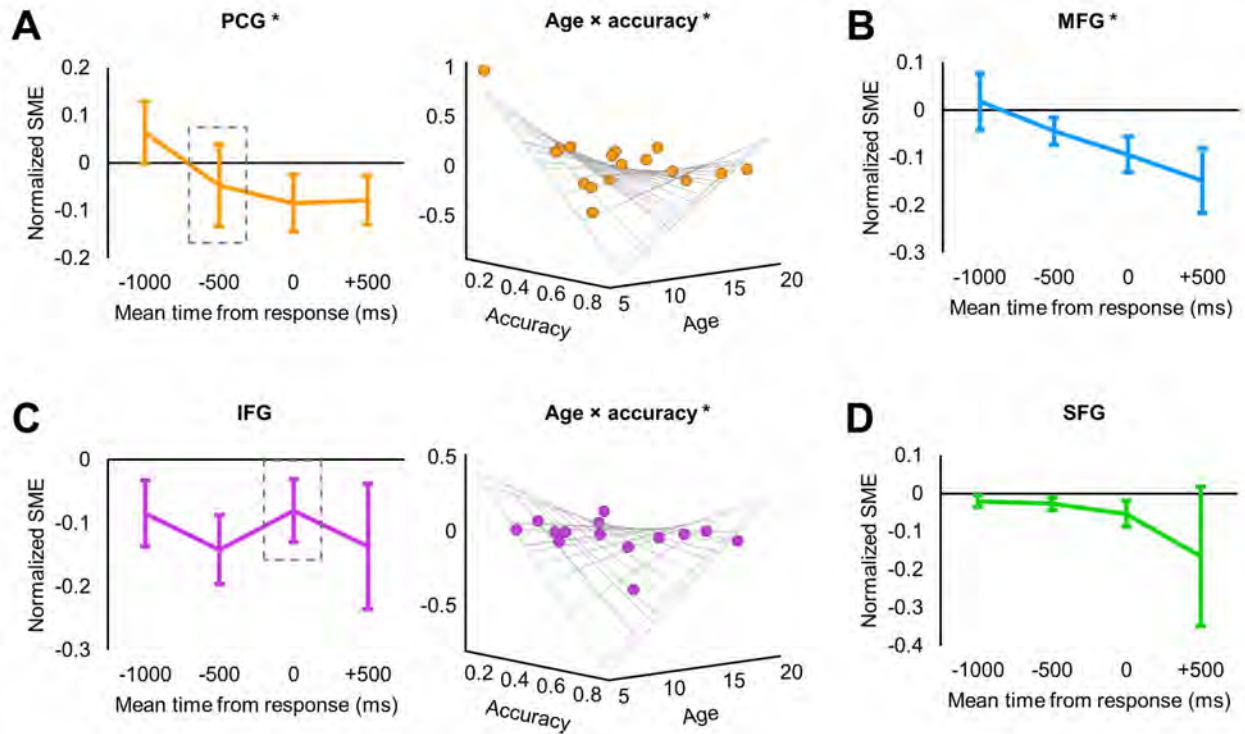 A
PCG *
Normalized SME
0.2
0.1
0
-0.1
-0.2
-1000 -500 0 +500
Mean time from response (ms)
Age × accuracy *
1
0.5
0
-0.5
0.2 0.4 0.6 0.8
Accuracy
5 10 15 20
Age
B
MFG *
Normalized SME
0.1
0
-0.1
-0.2
-0.3
-1000 -500 0 +500
Mean time from response (ms)
C
IFG
Normalized SME
0
-0.1
-0.2
-0.3
-1000 -500 0 +500
Mean time from response (ms)
Age × accuracy *
0.5
0
-0.5
0.2 0.4 0.6 0.8
Accuracy
5 10 15 20
Age
D
SFG
Normalized SME
0.1
0
-0.1
-0.2
-0.3
-0.4
-1000 -500 0 +500
Mean time from response (ms)